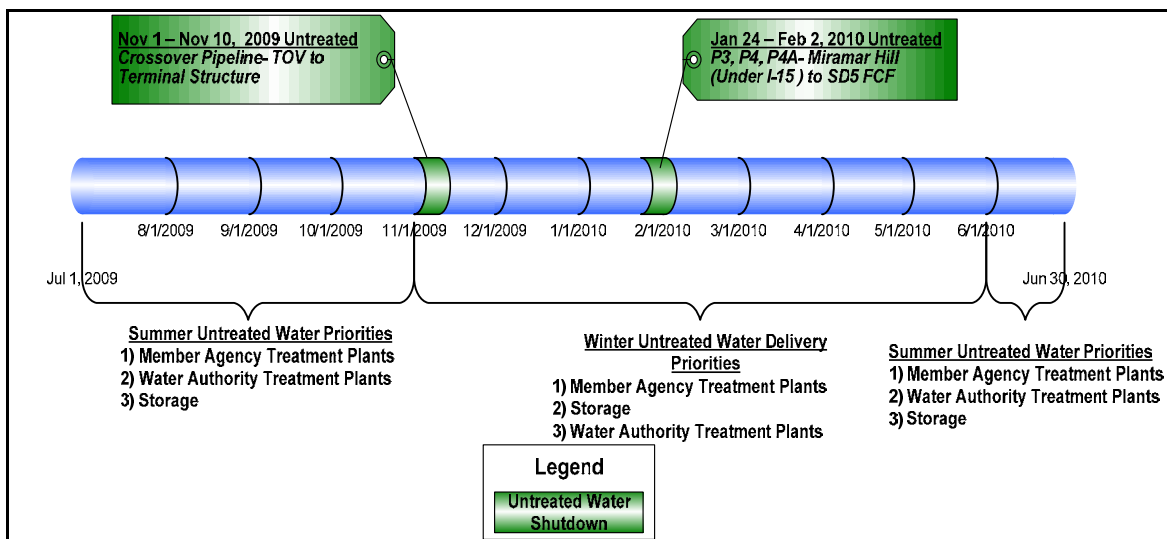 Nov 1 – Nov 10, 2009 Untreated
Crossover Pipeline- TOV to
Terminal Structure
Jan 24 – Feb 2, 2010 Untreated
P3, P4, P4A- Miramar Hill
(Under I-15 ) to SD5 FCF
8/1/2009 9/1/2009 10/1/2009 11/1/2009 12/1/2009 1/1/2010 2/1/2010 3/1/2010 4/1/2010 5/1/2010 6/1/2010
Jul 1, 2009 Jun 30, 2010
Summer Untreated Water Priorities
1) Member Agency Treatment Plants
2) Water Authority Treatment Plants
3) Storage
Winter Untreated Water Delivery
Priorities
1) Member Agency Treatment Plants
2) Storage
3) Water Authority Treatment Plants
Summer Untreated Water Priorities
1) Member Agency Treatment Plants
2) Water Authority Treatment Plants
3) Storage
Legend
Untreated Water
Shutdown